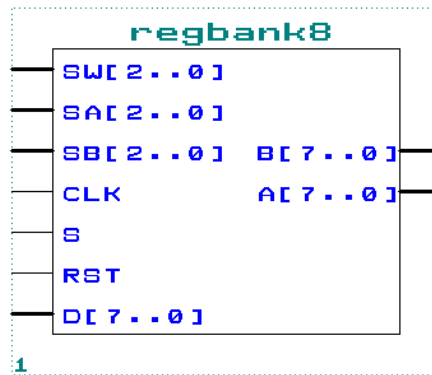 regbank8
SW[2..0]
SA[2..0]
SB[2..0] B[7..0]
CLK A[7..0]
S
RST
D[7..0]
1